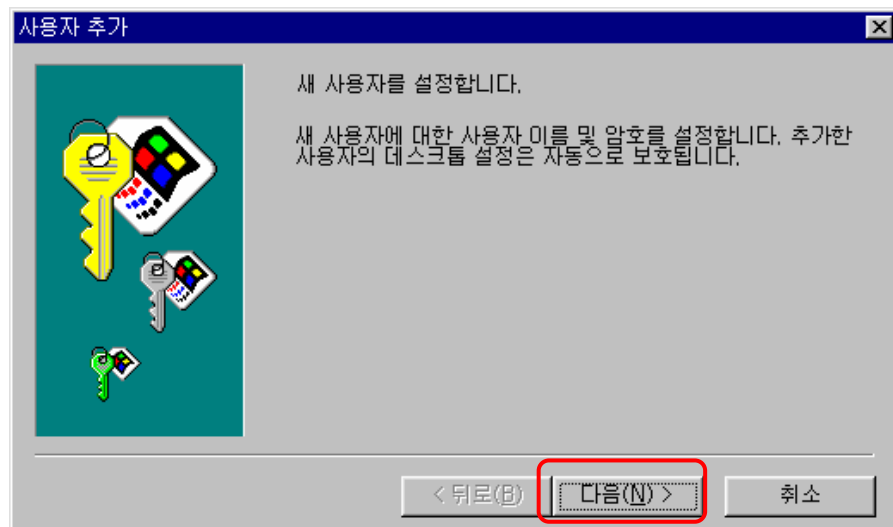 사용자 추가
새 사용자를 설정합니다.
새 사용자에 대한 사용자 이름 및 암호를 설정합니다. 추가한
사용자의 데스크톱 설정은 자동으로 보호됩니다.
< 뒤로(B) 다음(N) > 취소